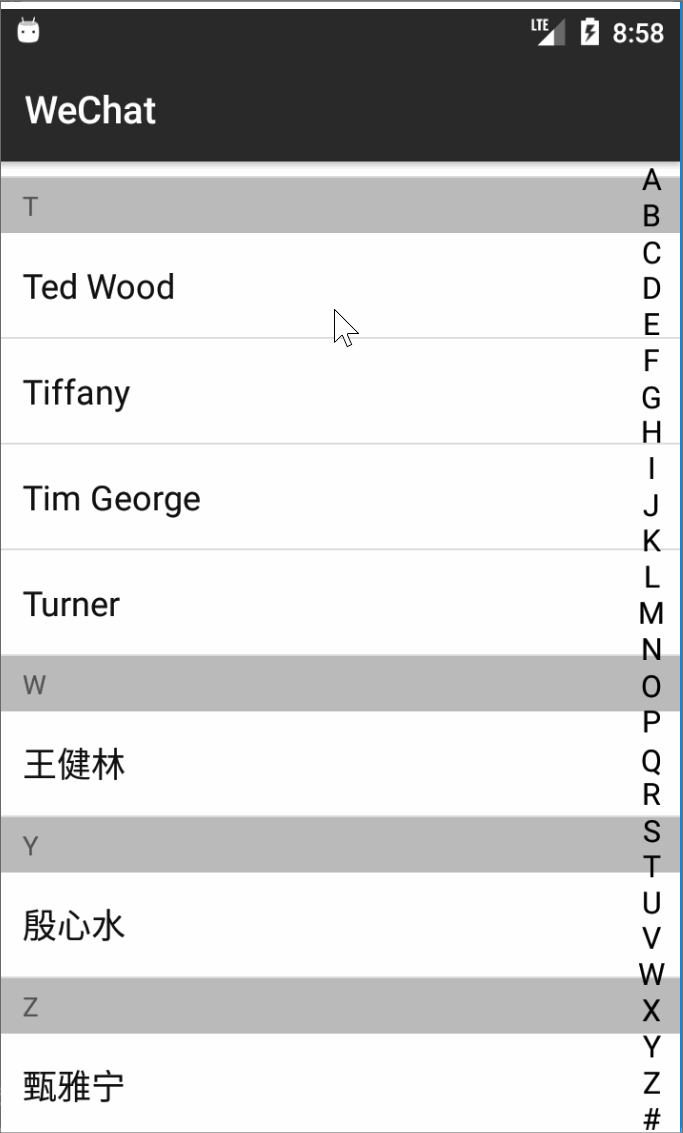 LTE 8:58
WeChat
T
Ted Wood
Tiffany
Tim George
Turner
W
王健林
Y
殷心水
Z
甄雅宁
A
B
C
D
E
F
G
H
I
J
K
L
M
N
O
P
Q
R
S
T
U
V
W
X
Y
Z
#